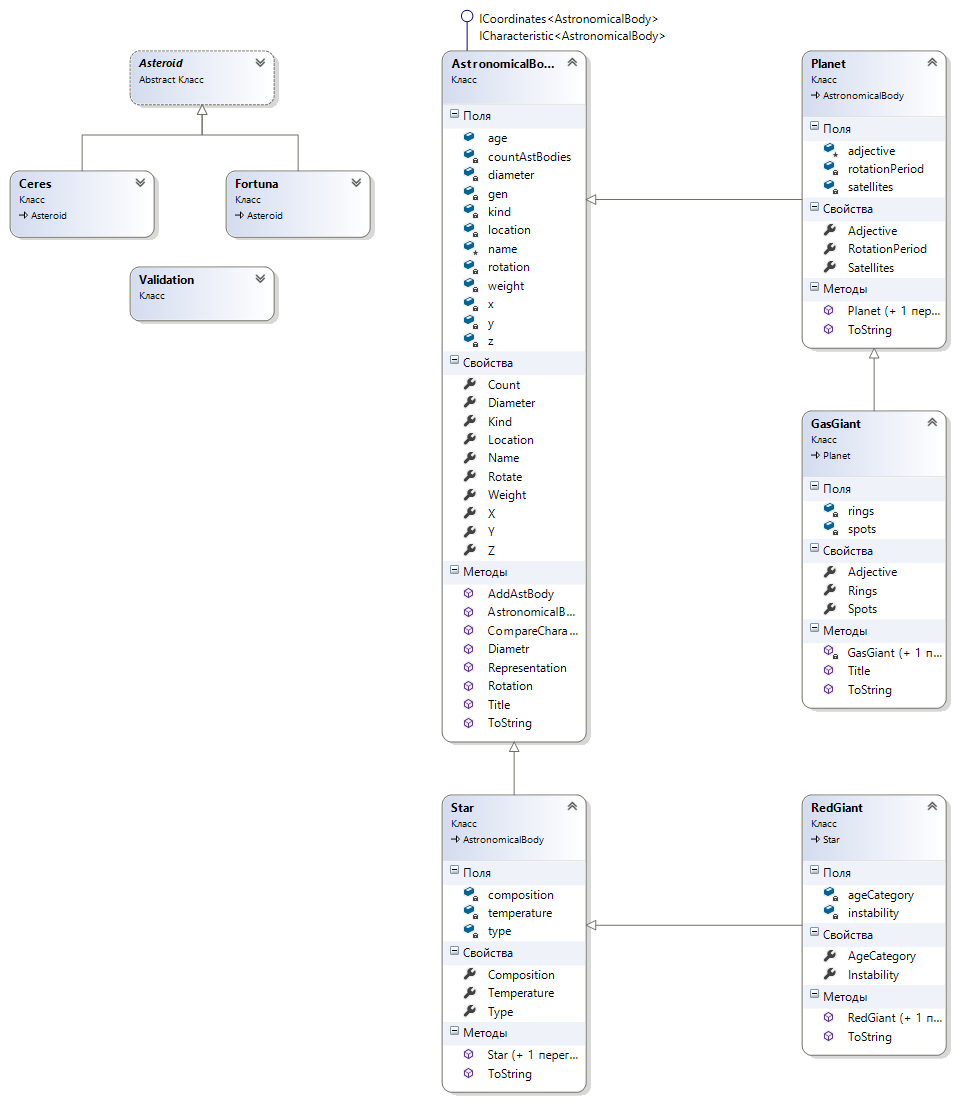 ICoordinates<AstronomicalBody>
ICharacteristic<AstronomicalBody>
Asteroid
Abstract Класс
Ceres
Класс
Asteroid
Fortuna
Класс
Asteroid
Validation
Класс
AstronomicalBo...
Класс
Поля
age
countAstBodies
diameter
gen
kind
location
name
rotation
weight
x
y
z
Свойства
Count
Diameter
Kind
Location
Name
Rotate
Weight
X
Y
Z
Методы
AddAstBody
AstronomicalB...
CompareChara...
Diametr
Representation
Rotation
Title
ToString
Planet
Класс
AstronomicalBody
Поля
adjective
rotationPeriod
satellites
Свойства
Adjective
RotationPeriod
Satellites
Методы
Planet (+ 1 пер...
ToString
GasGiant
Класс
Planet
Поля
rings
spots
Свойства
Adjective
Rings
Spots
Методы
GasGiant (+ 1 п...
Title
ToString
Star
Класс
AstronomicalBody
Поля
composition
temperature
type
Свойства
Composition
Temperature
Type
Методы
Star (+ 1 перег...
ToString
RedGiant
Класс
Star
Поля
ageCategory
instability
Свойства
AgeCategory
Instability
Методы
RedGiant (+ 1 п...
ToString